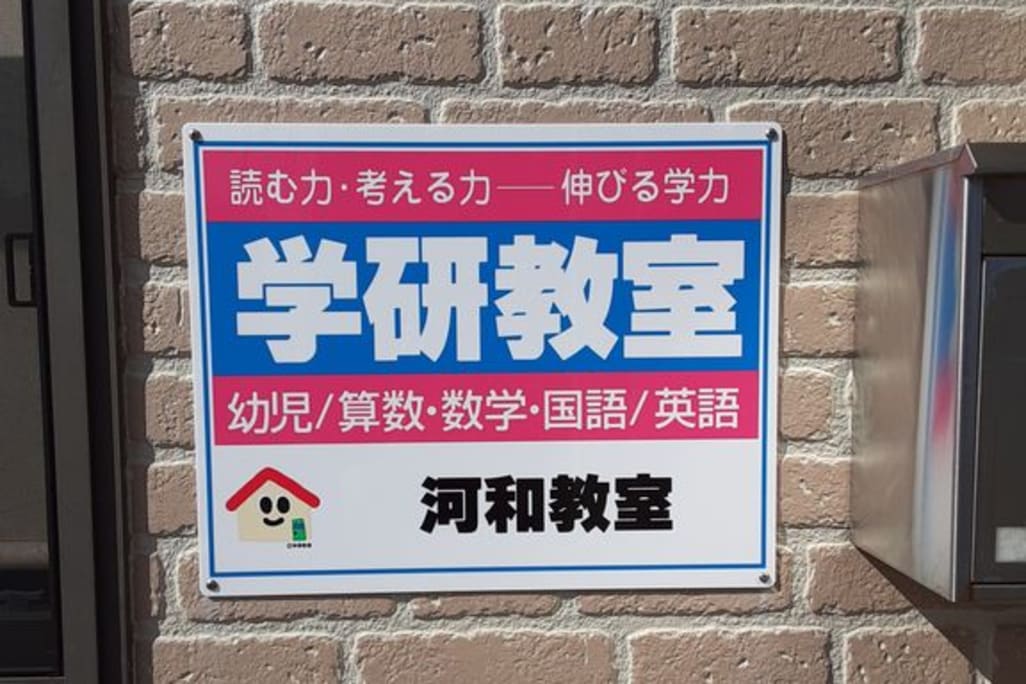 読む力・考える力──伸びる学力
学研教室
幼児/算数・数学・国語/英語
河和教室